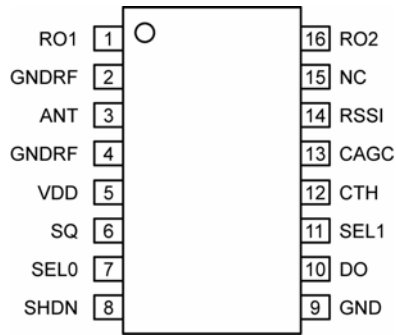 RO1 1 16 RO2
GNDRF 2 15 NC
ANT 3 14 RSSI
GNDRF 4 13 CAGC
VDD 5 12 CTH
SQ 6 11 SEL1
SEL0 7 10 DO
SHDN 8 9 GND